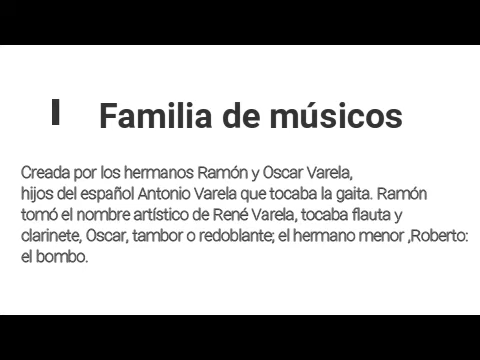 Familia de músicos
Creada por los hermanos Ramón y Oscar Varela,
hijos del español Antonio Varela que tocaba la gaita. Ramón
tomó el nombre artístico de René Varela, tocaba flauta y
clarinete, Oscar, tambor o redoblante; el hermano menor ,Roberto:
el bombo.